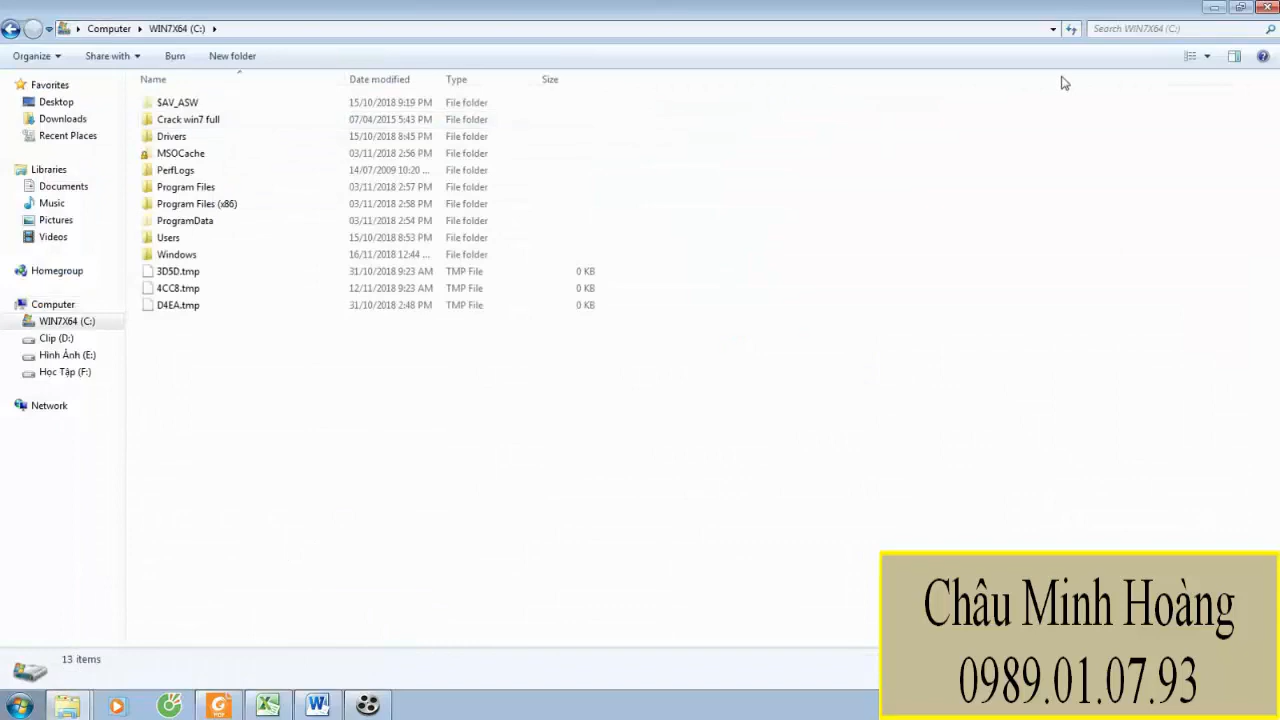 Computer WIN7X64 (C:)
Search WIN7X64 (C:)
Organize Share with Burn New folder
Name Date modified Type Size
Favorites
Desktop
Downloads
Recent Places
Libraries
Documents
Music
Pictures
Videos
Homegroup
Computer
WIN7X64 (C:)
Clip (D:)
Hình Ảnh (E:)
Học Tập (F:)
Network
$AV_ASW 15/10/2018 9:19 PM File folder
Crack win7 full 07/04/2015 5:43 PM File folder
Drivers 15/10/2018 8:45 PM File folder
MSOCache 03/11/2018 2:56 PM File folder
PerfLogs 14/07/2009 10:20 ... File folder
Program Files 03/11/2018 2:57 PM File folder
Program Files (x86) 03/11/2018 2:58 PM File folder
ProgramData 03/11/2018 2:54 PM File folder
Users 15/10/2018 8:53 PM File folder
Windows 16/11/2018 12:44 ... File folder
3D5D.tmp 31/10/2018 9:23 AM TMP File 0 KB
4CC8.tmp 12/11/2018 9:23 AM TMP File 0 KB
D4EA.tmp 31/10/2018 2:48 PM TMP File 0 KB
13 items
Châu Minh Hoàng
0989.01.07.93